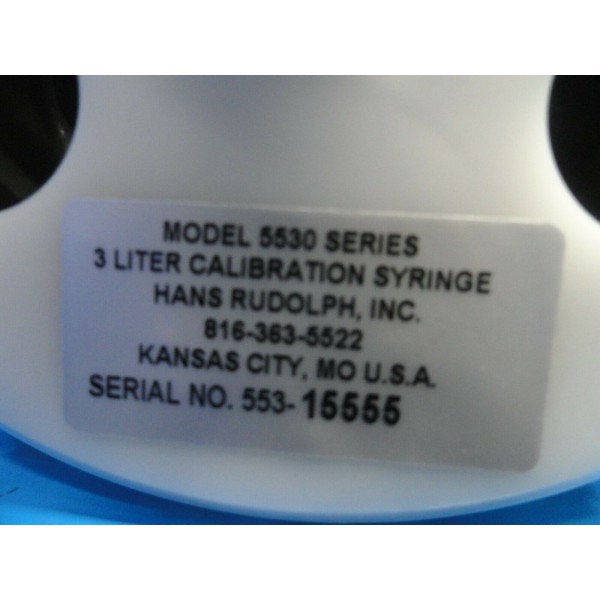 MODEL 5530 SERIES
3 LITER CALIBRATION SYRINGE
HANS RUDOLPH, INC.
816-363-5522
KANSAS CITY, MO U.S.A.
SERIAL NO. 553-15555